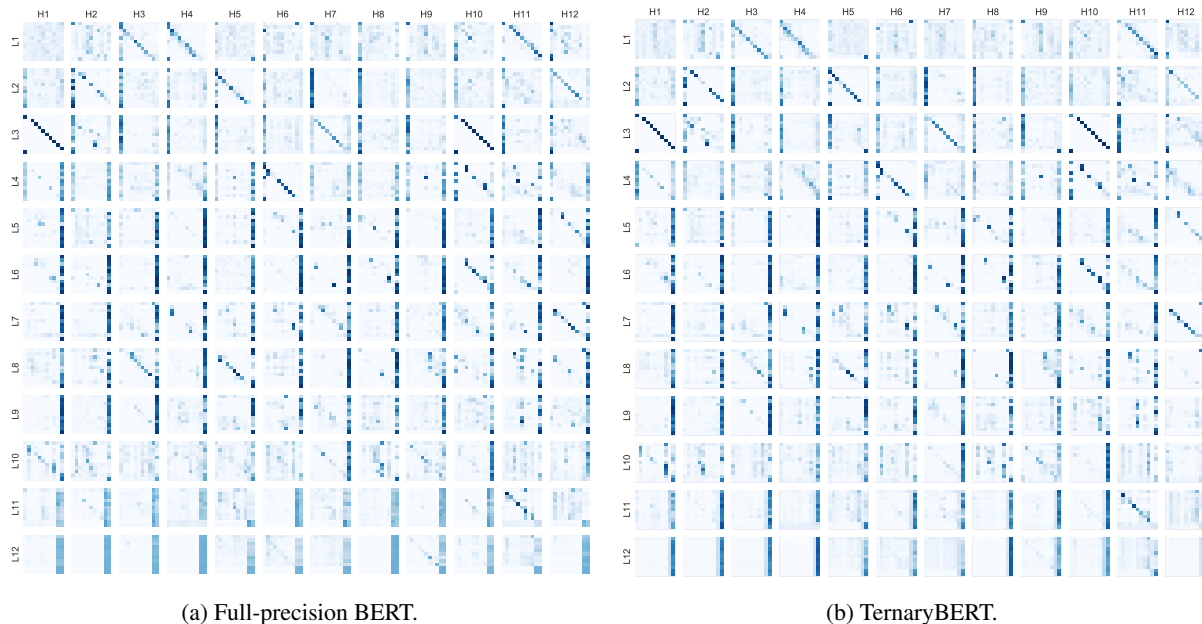 H1 H2 H3 H4 H5 H6 H7 H8 H9 H10 H11 H12
L1
L2
L3
L4
L5
L6
L7
L8
L9
L10
L11
L12
(a) Full-precision BERT.
H1 H2 H3 H4 H5 H6 H7 H8 H9 H10 H11 H12
L1
L2
L3
L4
L5
L6
L7
L8
L9
L10
L11
L12
(b) TernaryBERT.